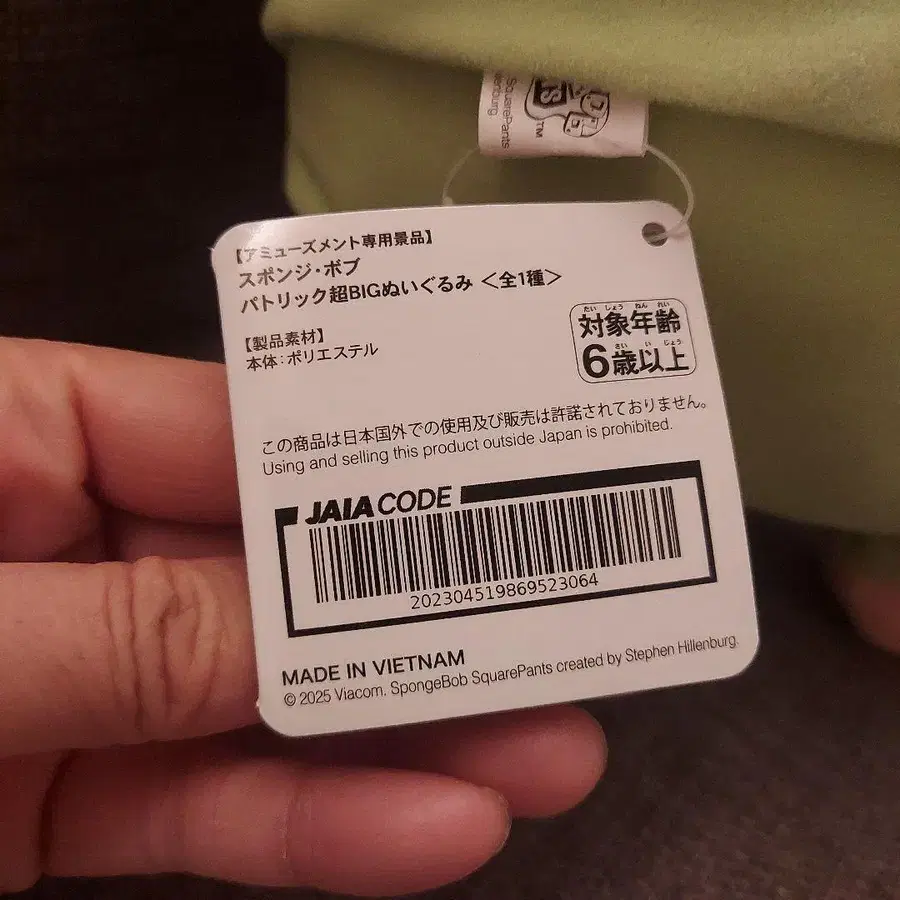 SquarePants
enburg
TM
【アミューズメント専用景品】
スポンジ・ボブ
パトリック超BIGぬいぐるみ <全1種>
【製品素材】
本体:ポリエステル
たい しょう ねん れい
対象年齢
さい い じょう
6歳以上
この商品は日本国外での使用及び販売は許諾されておりません。
Using and selling this product outside Japan is prohibited.
JAIA CODE
202304519869523064
MADE IN VIETNAM
© 2025 Viacom. SpongeBob SquarePants created by Stephen Hillenburg.